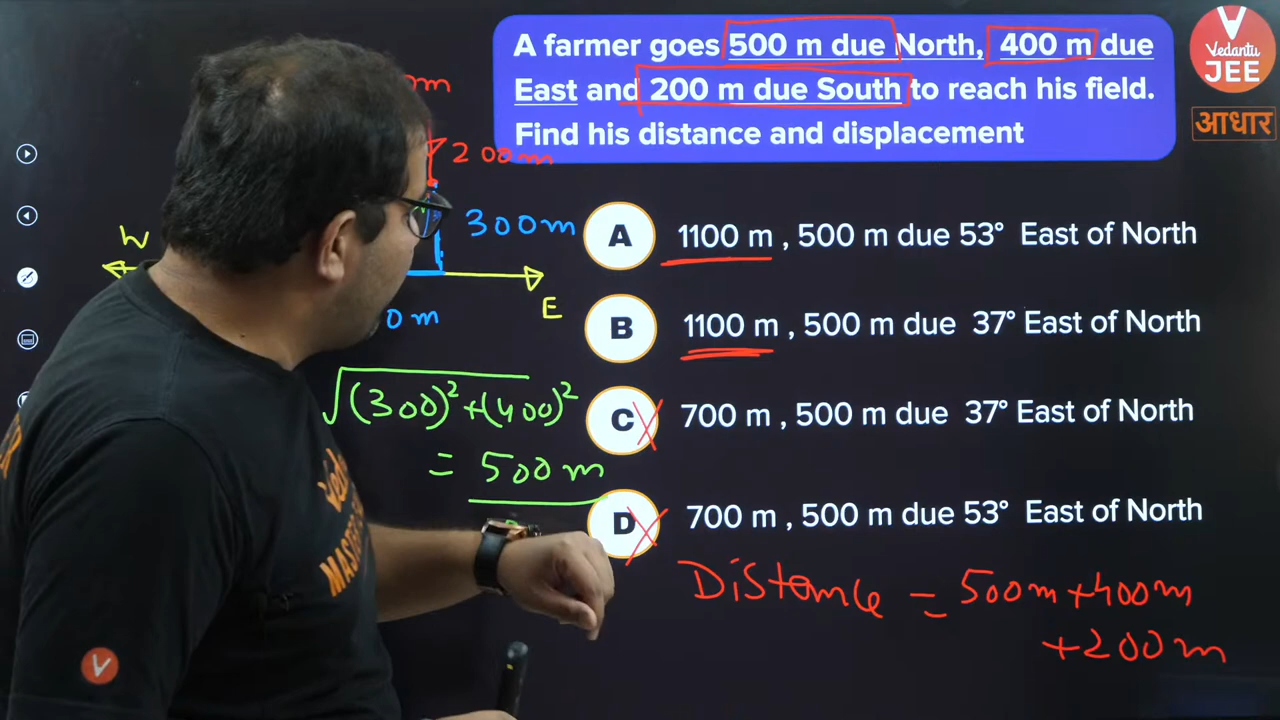 A farmer goes 500 m due North, 400 m due
East and 200 m due South to reach his field.
Find his distance and displacement
Vedantu
JEE
आधार
m
200m
W
300m
E
0m
√(300)²+(400)²
= 500m
A 1100 m , 500 m due 53° East of North
B 1100 m , 500 m due 37° East of North
C 700 m , 500 m due 37° East of North
D 700 m , 500 m due 53° East of North
Distance = 500m+400m
+200m
V